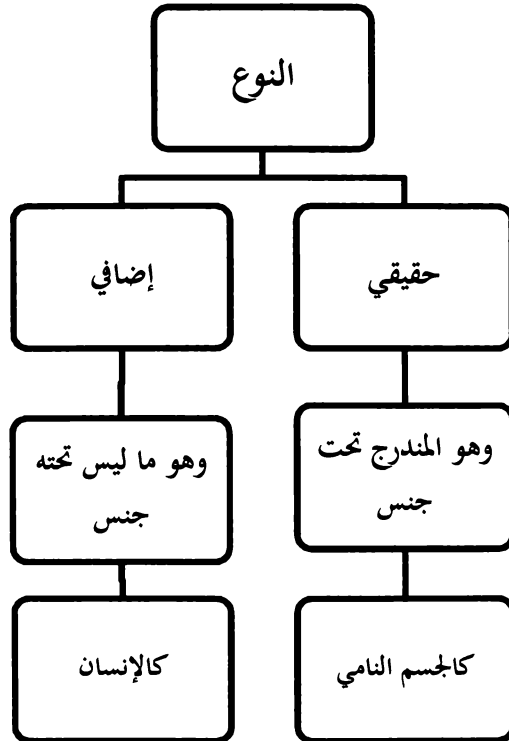 النوع
حقيقي
إضافي
وهو المندرج تحت
جنس
وهو ما ليس تحته
جنس
كالجسم النامي
كالإنسان